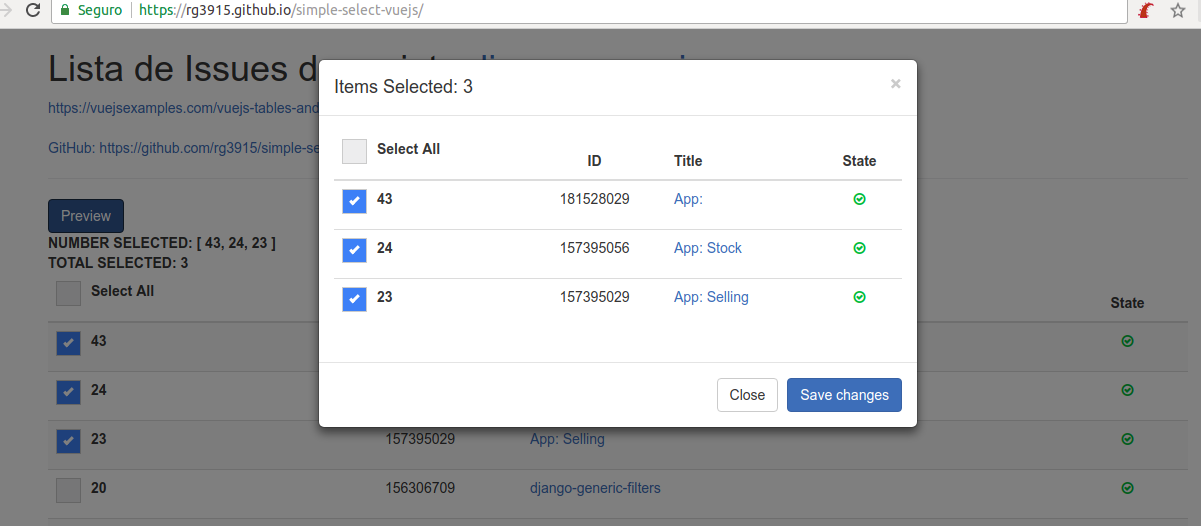 Seguro https://rg3915.github.io/simple-select-vuejs/
Lista de Issues d
https://vuejsexamples.com/vuejs-tables-and
GitHub: https://github.com/rg3915/simple-se
Preview
NUMBER SELECTED: [ 43, 24, 23 ]
TOTAL SELECTED: 3
Select All
State
43
24
23 157395029 App: Selling
20 156306709 django-generic-filters
Items Selected: 3 ×
Select All ID Title State
43 181528029 App:
24 157395056 App: Stock
23 157395029 App: Selling
Close Save changes